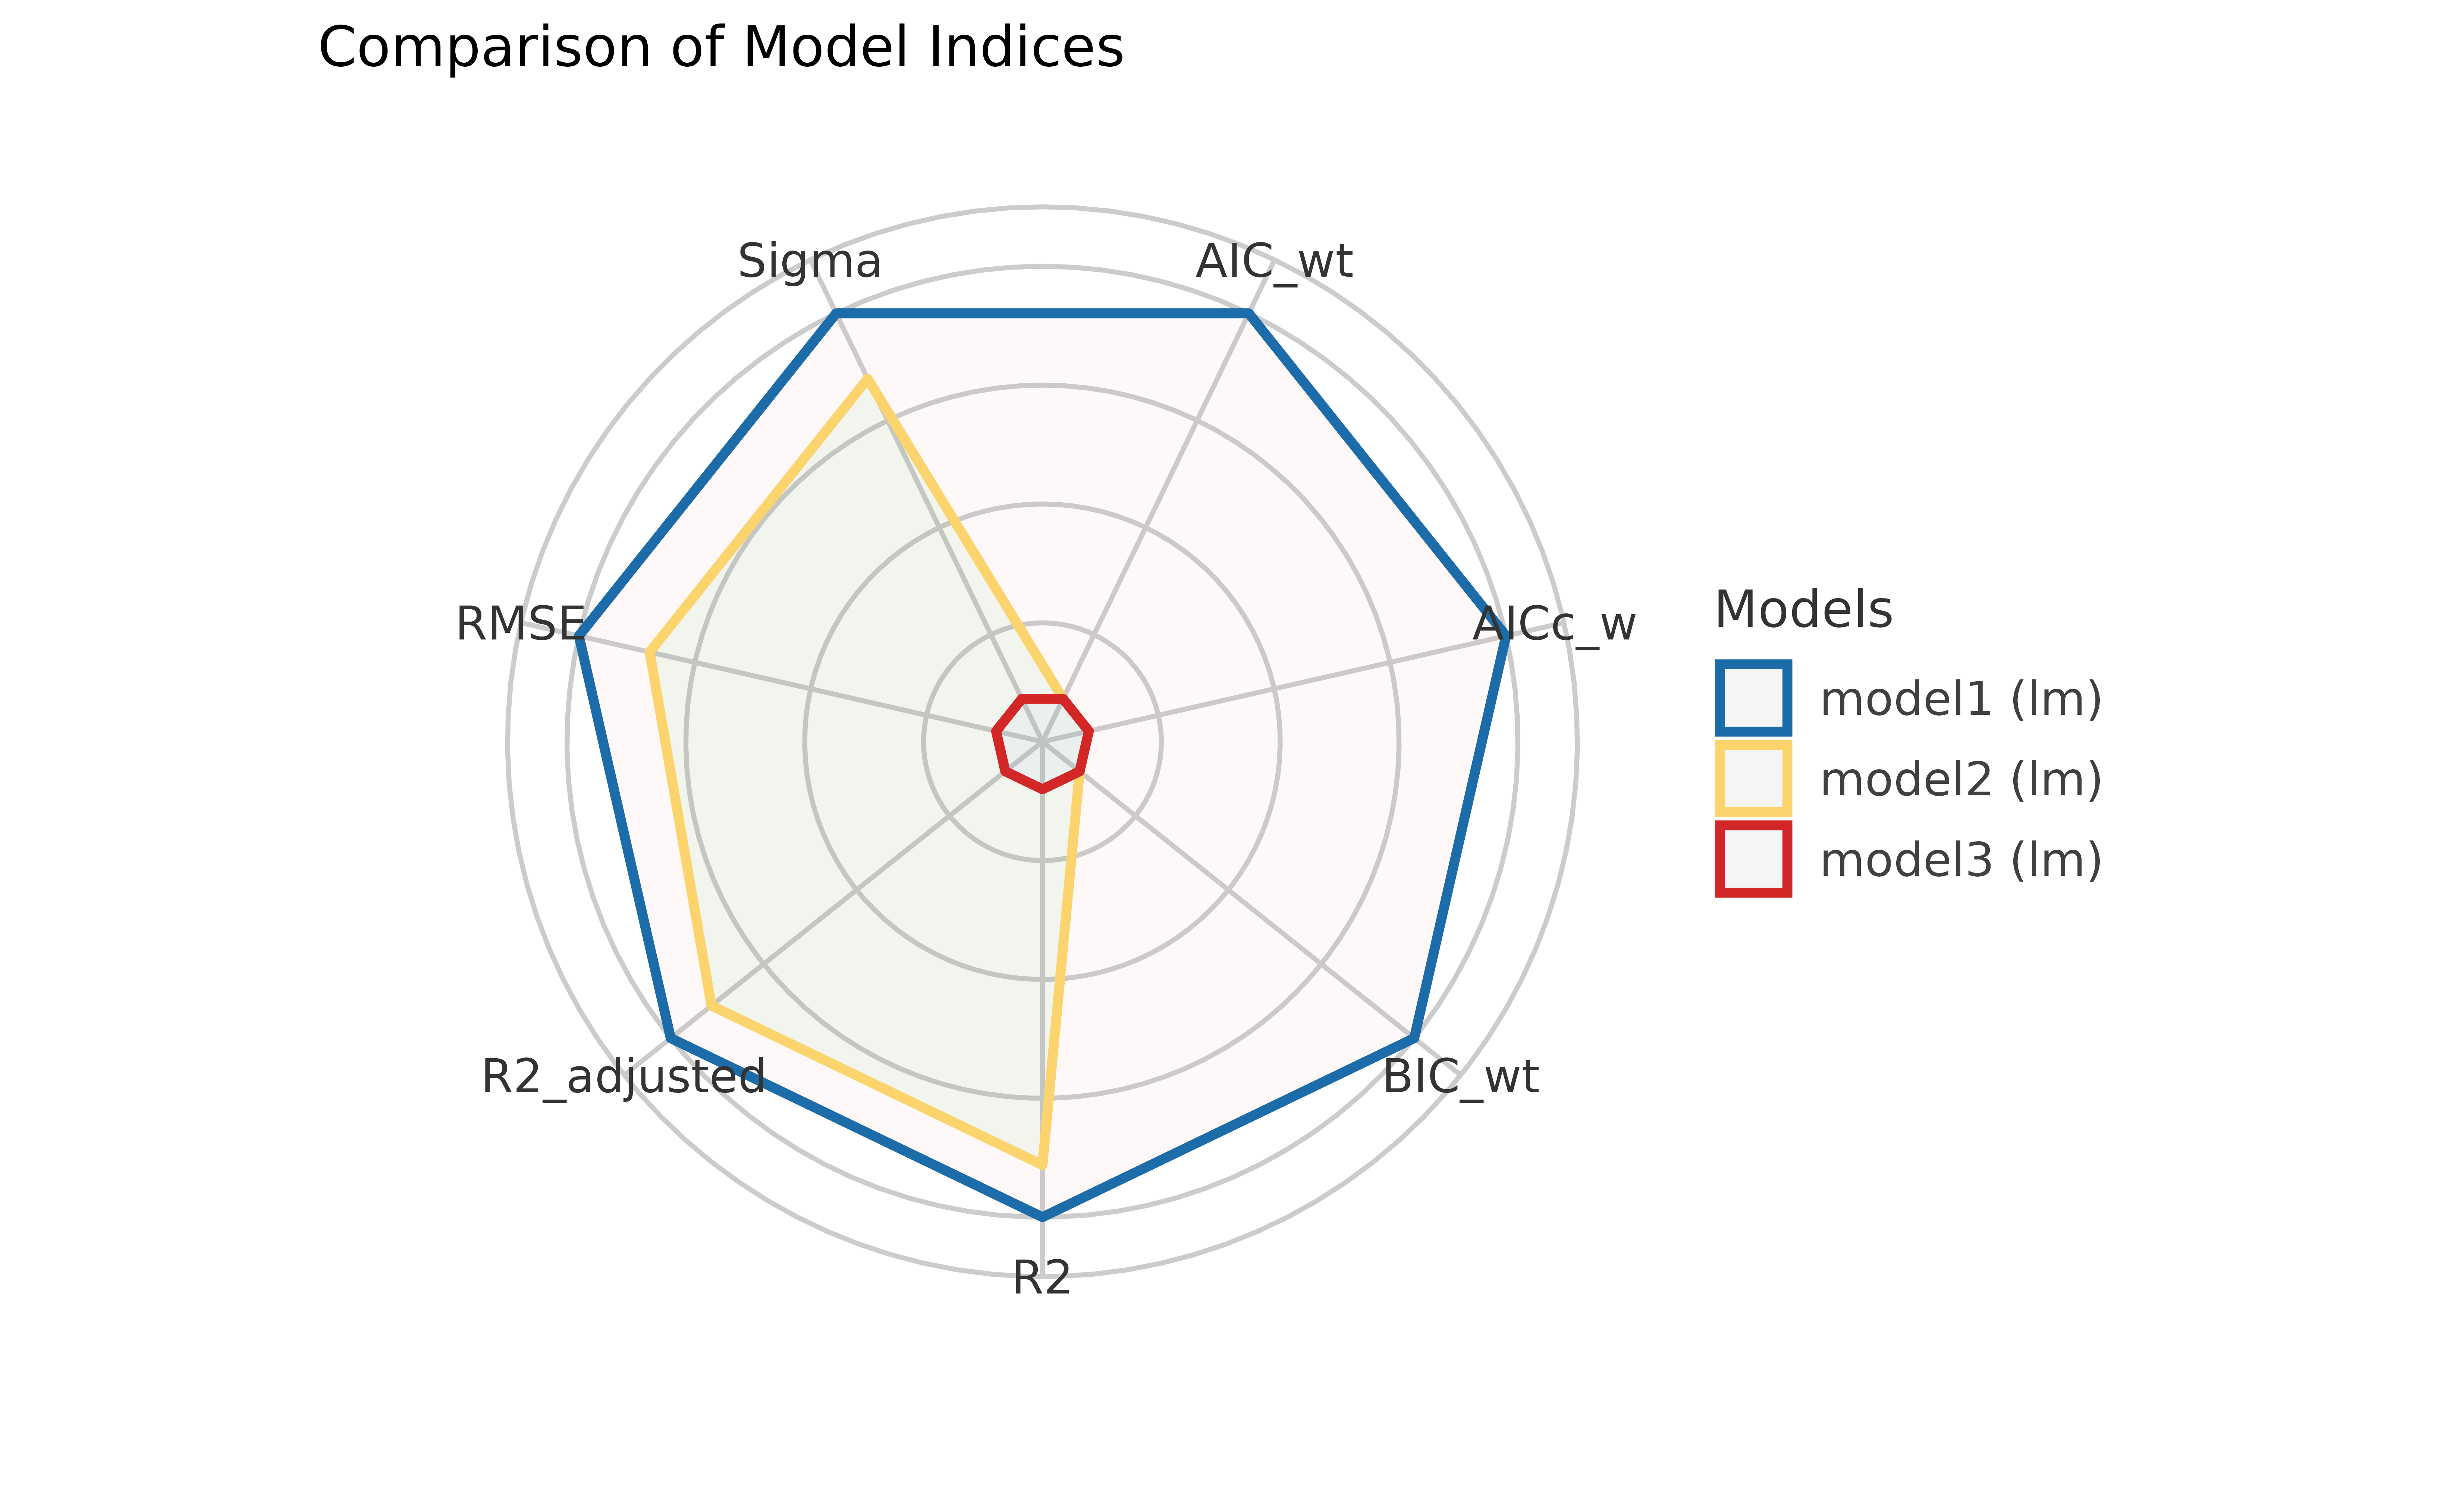 Comparison of Model Indices
Sigma
AIC_wt
RMSE
AICc_w
R2_adjusted
BIC_wt
R2
Models
model1 (lm)
model2 (lm)
model3 (lm)